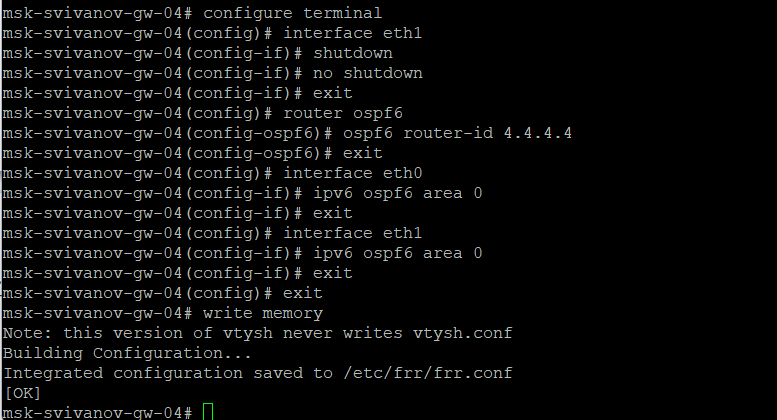 msk-svivanov-gw-04# configure terminal
msk-svivanov-gw-04(config)# interface eth1
msk-svivanov-gw-04(config-if)# shutdown
msk-svivanov-gw-04(config-if)# no shutdown
msk-svivanov-gw-04(config-if)# exit
msk-svivanov-gw-04(config)# router ospf6
msk-svivanov-gw-04(config-ospf6)# ospf6 router-id 4.4.4.4
msk-svivanov-gw-04(config-ospf6)# exit
msk-svivanov-gw-04(config)# interface eth0
msk-svivanov-gw-04(config-if)# ipv6 ospf6 area 0
msk-svivanov-gw-04(config-if)# exit
msk-svivanov-gw-04(config)# interface eth1
msk-svivanov-gw-04(config-if)# ipv6 ospf6 area 0
msk-svivanov-gw-04(config-if)# exit
msk-svivanov-gw-04(config)# exit
msk-svivanov-gw-04# write memory
Note: this version of vtysh never writes vtysh.conf
Building Configuration...
Integrated configuration saved to /etc/frr/frr.conf
[OK]
msk-svivanov-gw-04#